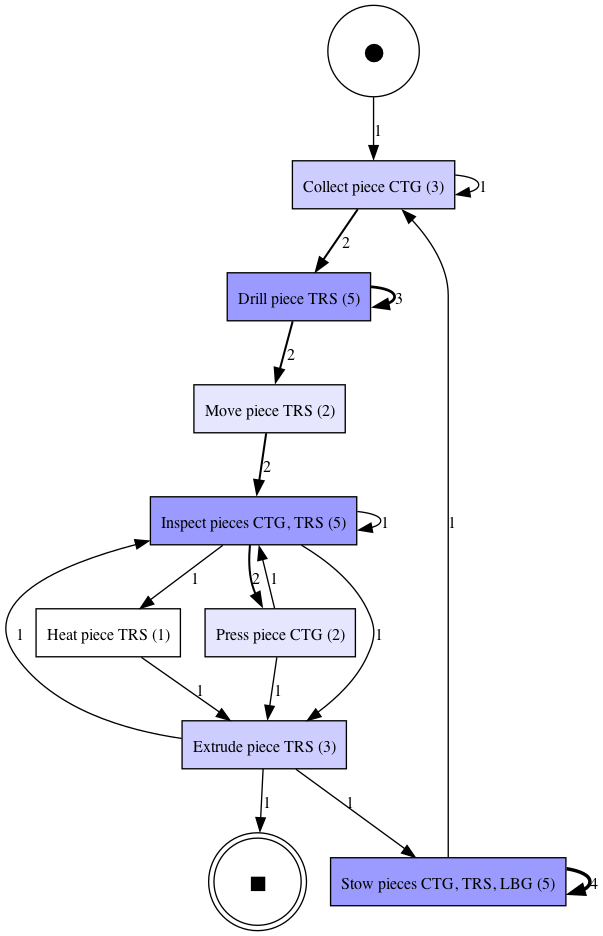 1
Collect piece CTG (3)
1
2
Drill piece TRS (5)
3
2
Move piece TRS (2)
2
1
Inspect pieces CTG, TRS (5)
1
1
2
1
1
Heat piece TRS (1)
Press piece CTG (2)
1
1
1
Extrude piece TRS (3)
1
1
Stow pieces CTG, TRS, LBG (5)
4